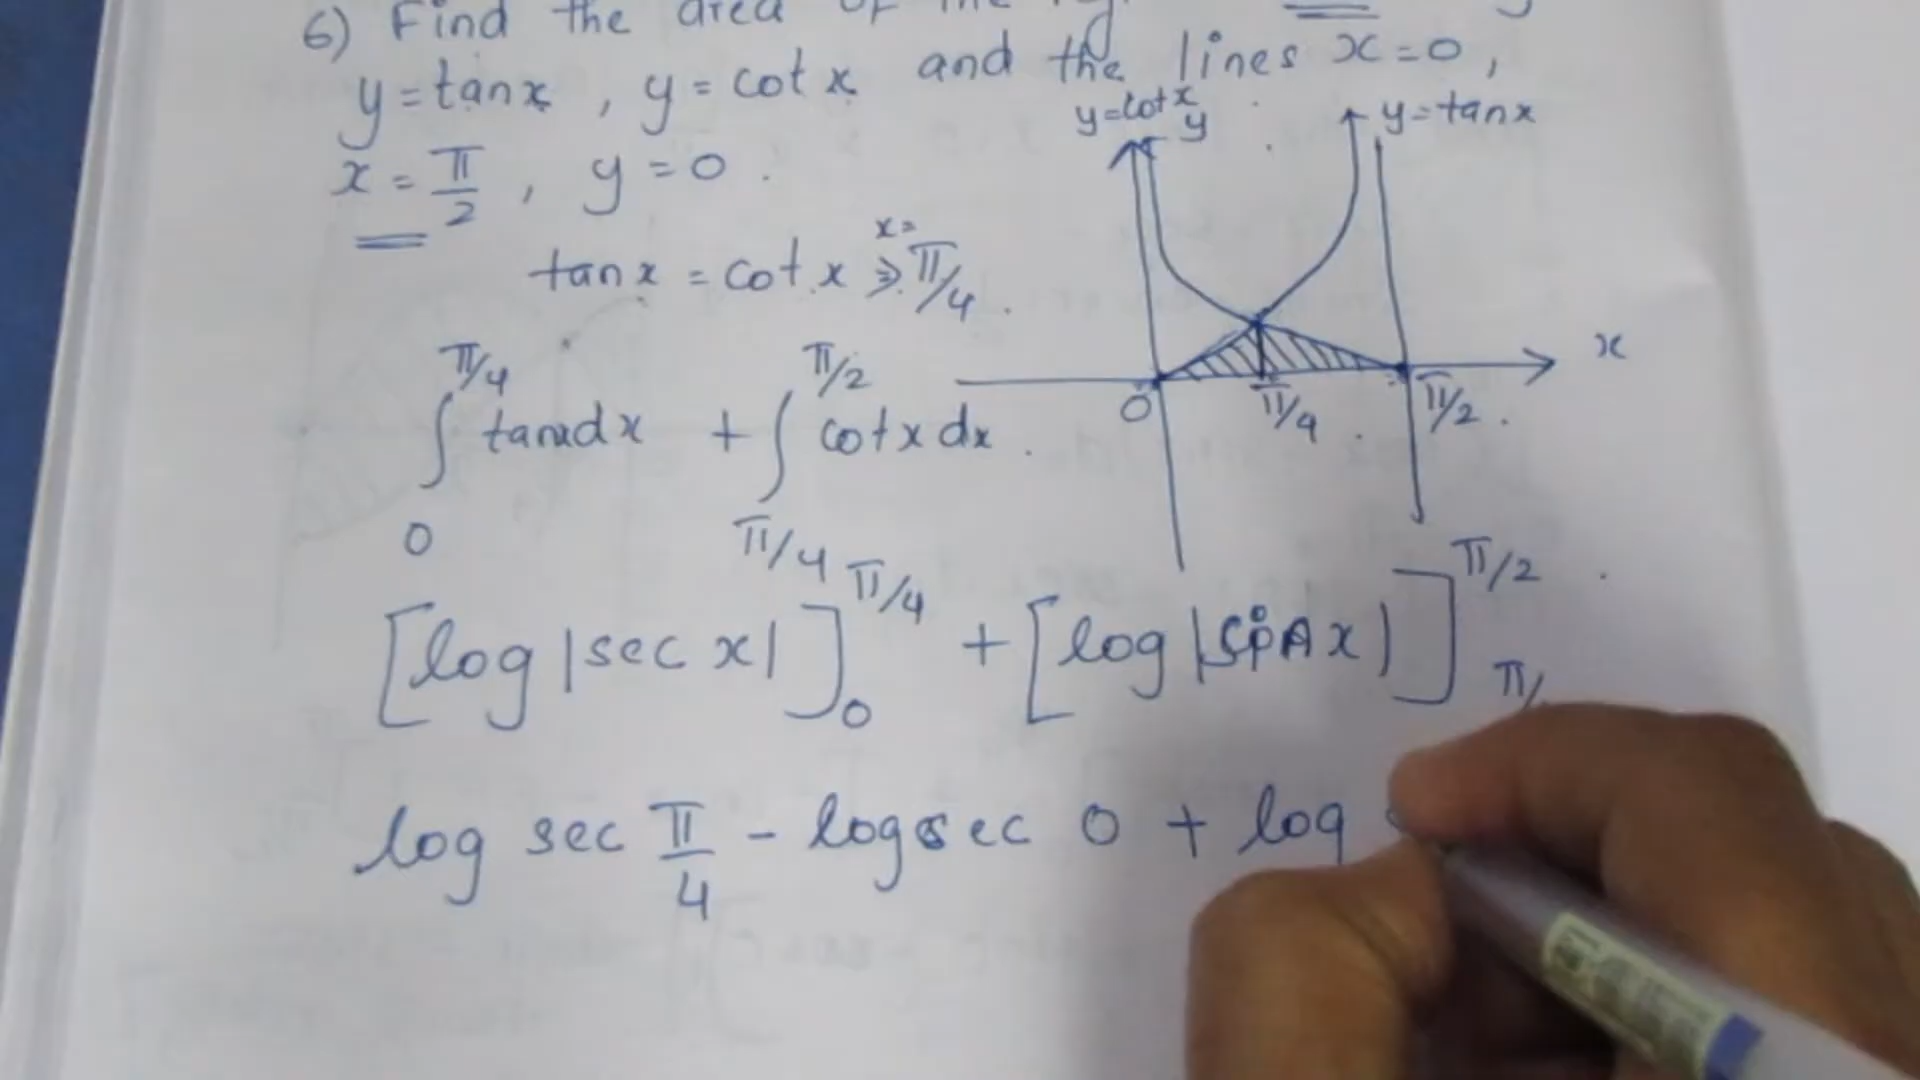 6) Find the area of the
y = tan x , y = cot x and the lines x = 0 ,
x = π/2 , y = 0 .
y = cot x
y
y = tan x
x =
tan x = cot x ⇒ π/4 .
x
0
π/4 .
π/2 .
π/4
∫ tan x dx + ∫ cot x dx .
π/2
0
π/4
[log |sec x|]₀^π/4 + [log |sin x|]^π/2
π/
log sec π/4 - log sec 0 + log